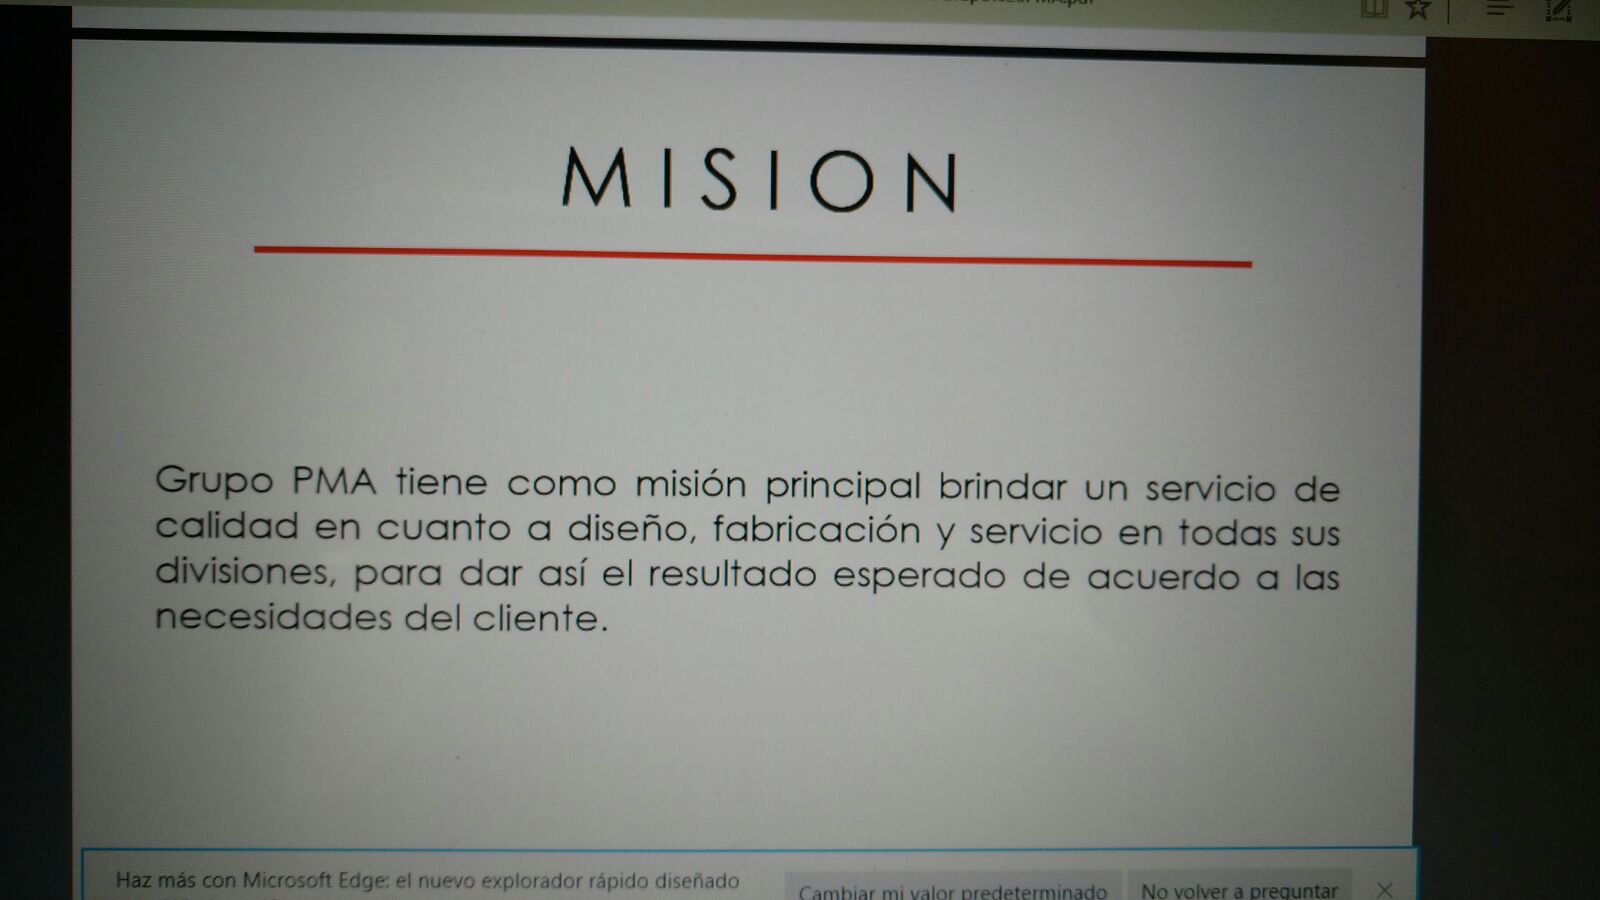 MISION
Grupo PMA tiene como misión principal brindar un servicio de
calidad en cuanto a diseño, fabricación y servicio en todas sus
divisiones, para dar así el resultado esperado de acuerdo a las
necesidades del cliente.
Haz más con Microsoft Edge: el nuevo explorador rápido diseñado
Cambiar mi valor predeterminado
No volver a preguntar